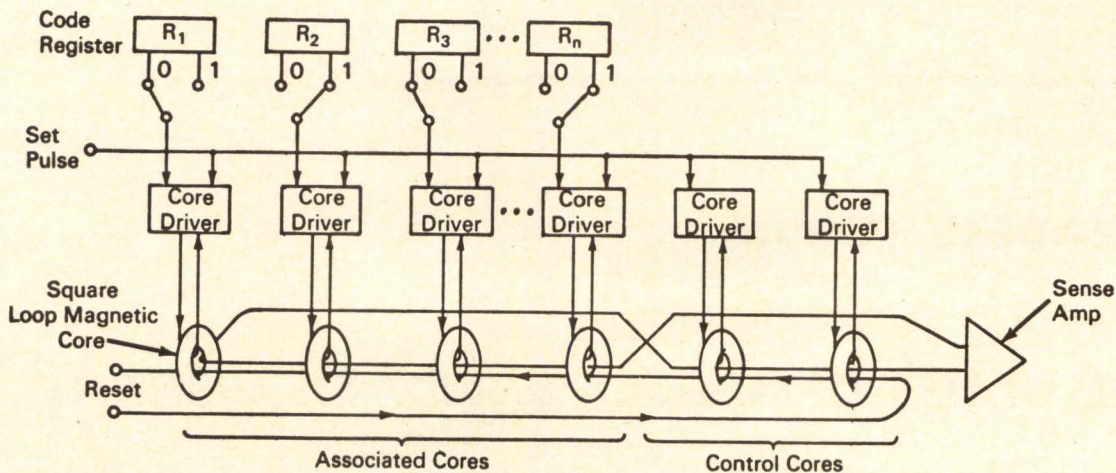 Code
Register
R1
R2
R3
...
Rn
0 1
0 1
0 1
0 1
Set
Pulse
Core
Driver
Core
Driver
Core
Driver
...
Core
Driver
Core
Driver
Core
Driver
Square
Loop Magnetic
Core
Sense
Amp
Reset
Associated Cores
Control Cores